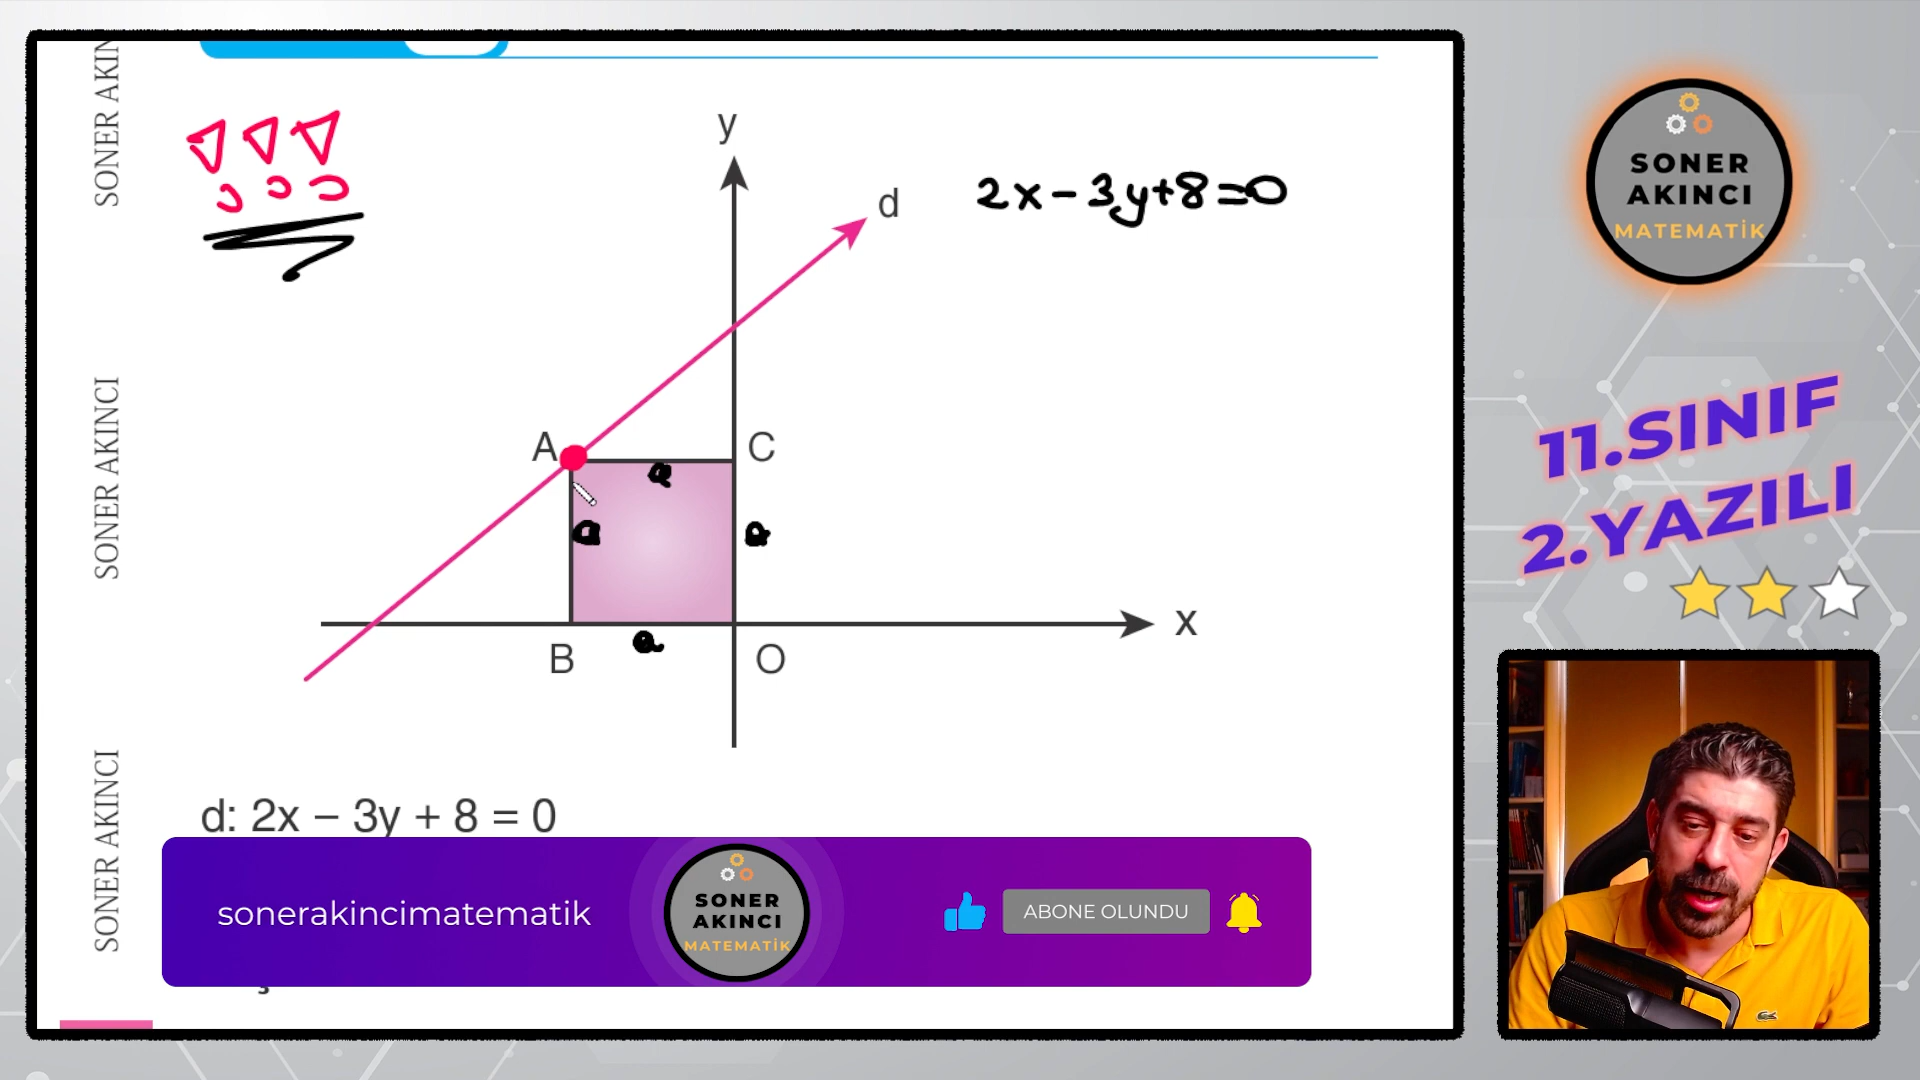 SONER AKIN
SONER AKINCI
SONER AKINCI
y
d
2x-3y+8=0
A
C
a
a
a
x
B
a
O
d: 2x − 3y + 8 = 0
sonerakincimatematik
SONER
AKINCI
MATEMATİK
ABONE OLUNDU
SONER
AKINCI
MATEMATİK
11.SINIF
2.YAZILI